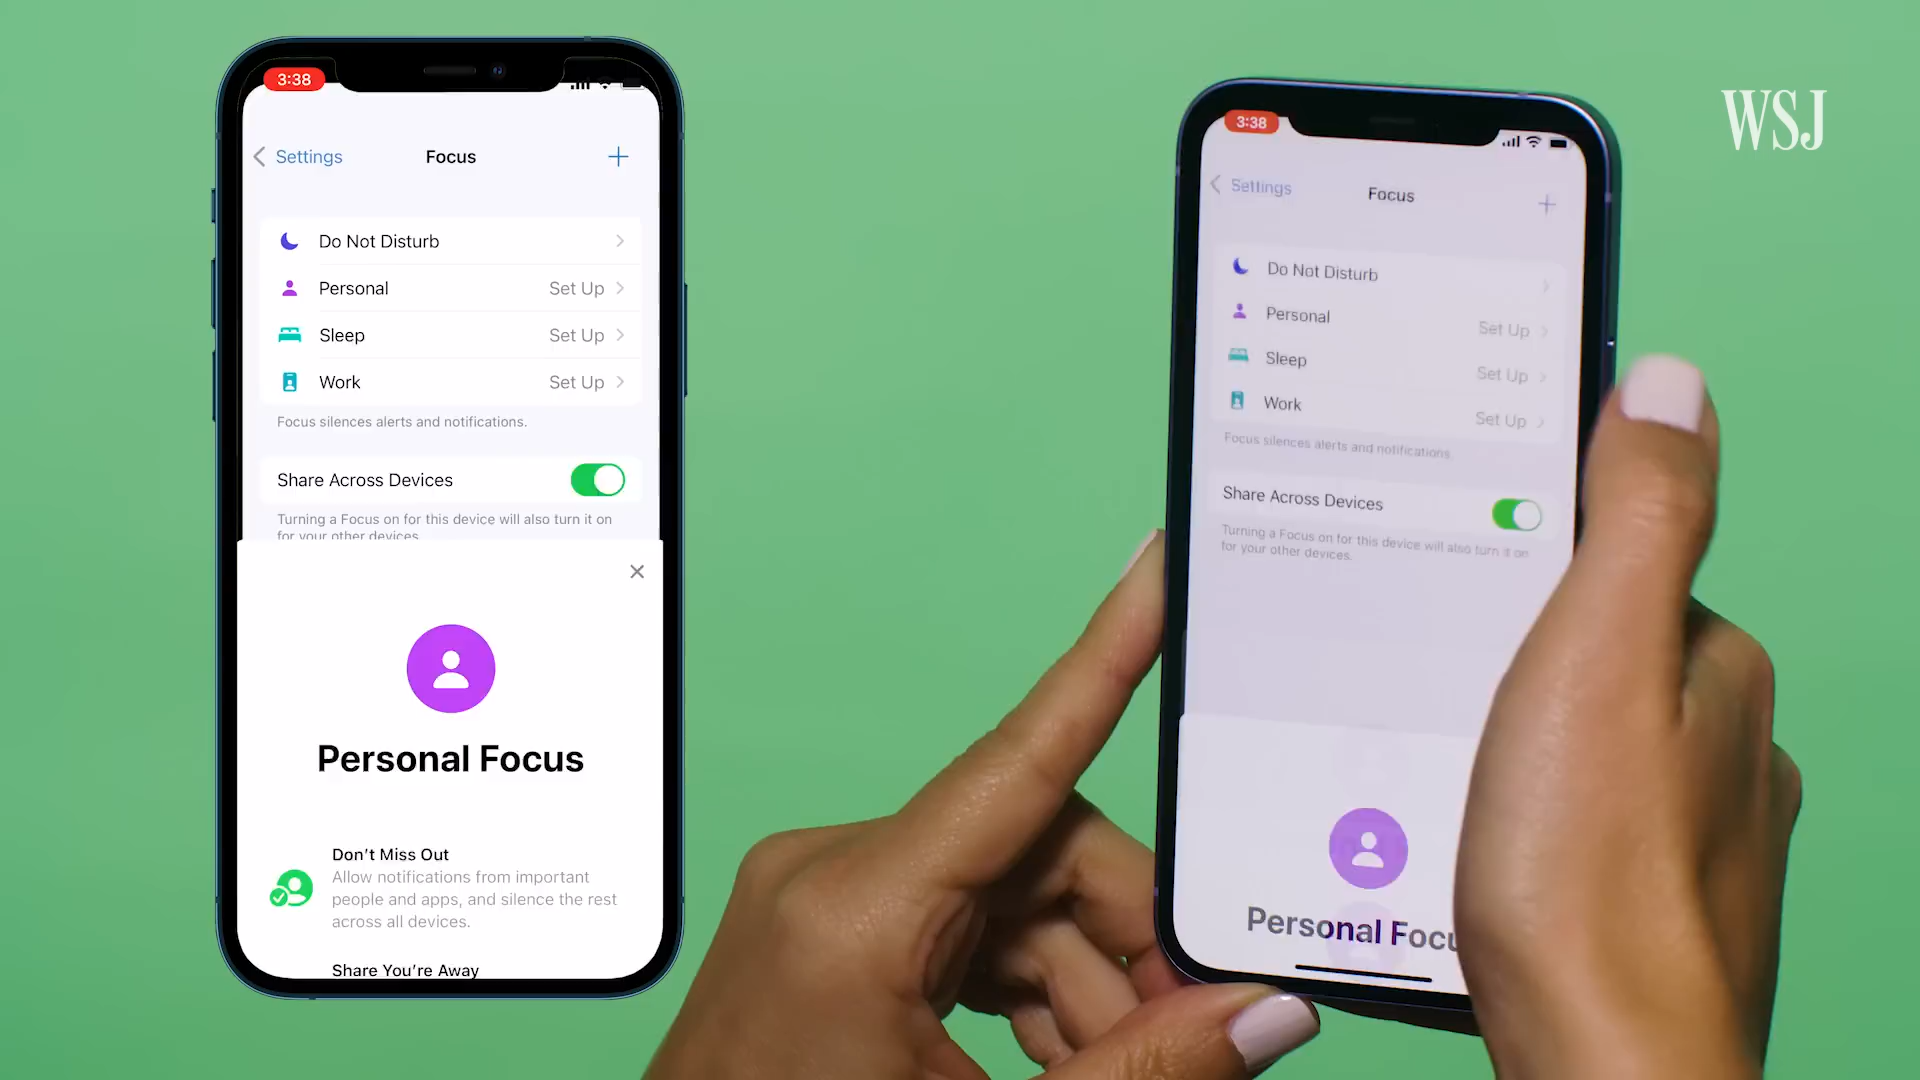 3:38
Settings
Focus
Do Not Disturb
Personal
Set Up
Sleep
Set Up
Work
Set Up
Focus silences alerts and notifications.
Share Across Devices
Turning a Focus on for this device will also turn it on
for your other devices
Personal Focus
Don't Miss Out
Allow notifications from important
people and apps, and silence the rest
across all devices.
Share You're Away
3:38
Settings
Focus
Do Not Disturb
Personal
Set Up
Sleep
Set Up
Work
Set Up
Focus silences alerts and notifications.
Share Across Devices
Turning a Focus on for this device will also turn it on
for your other devices.
Personal Focu
WSJ